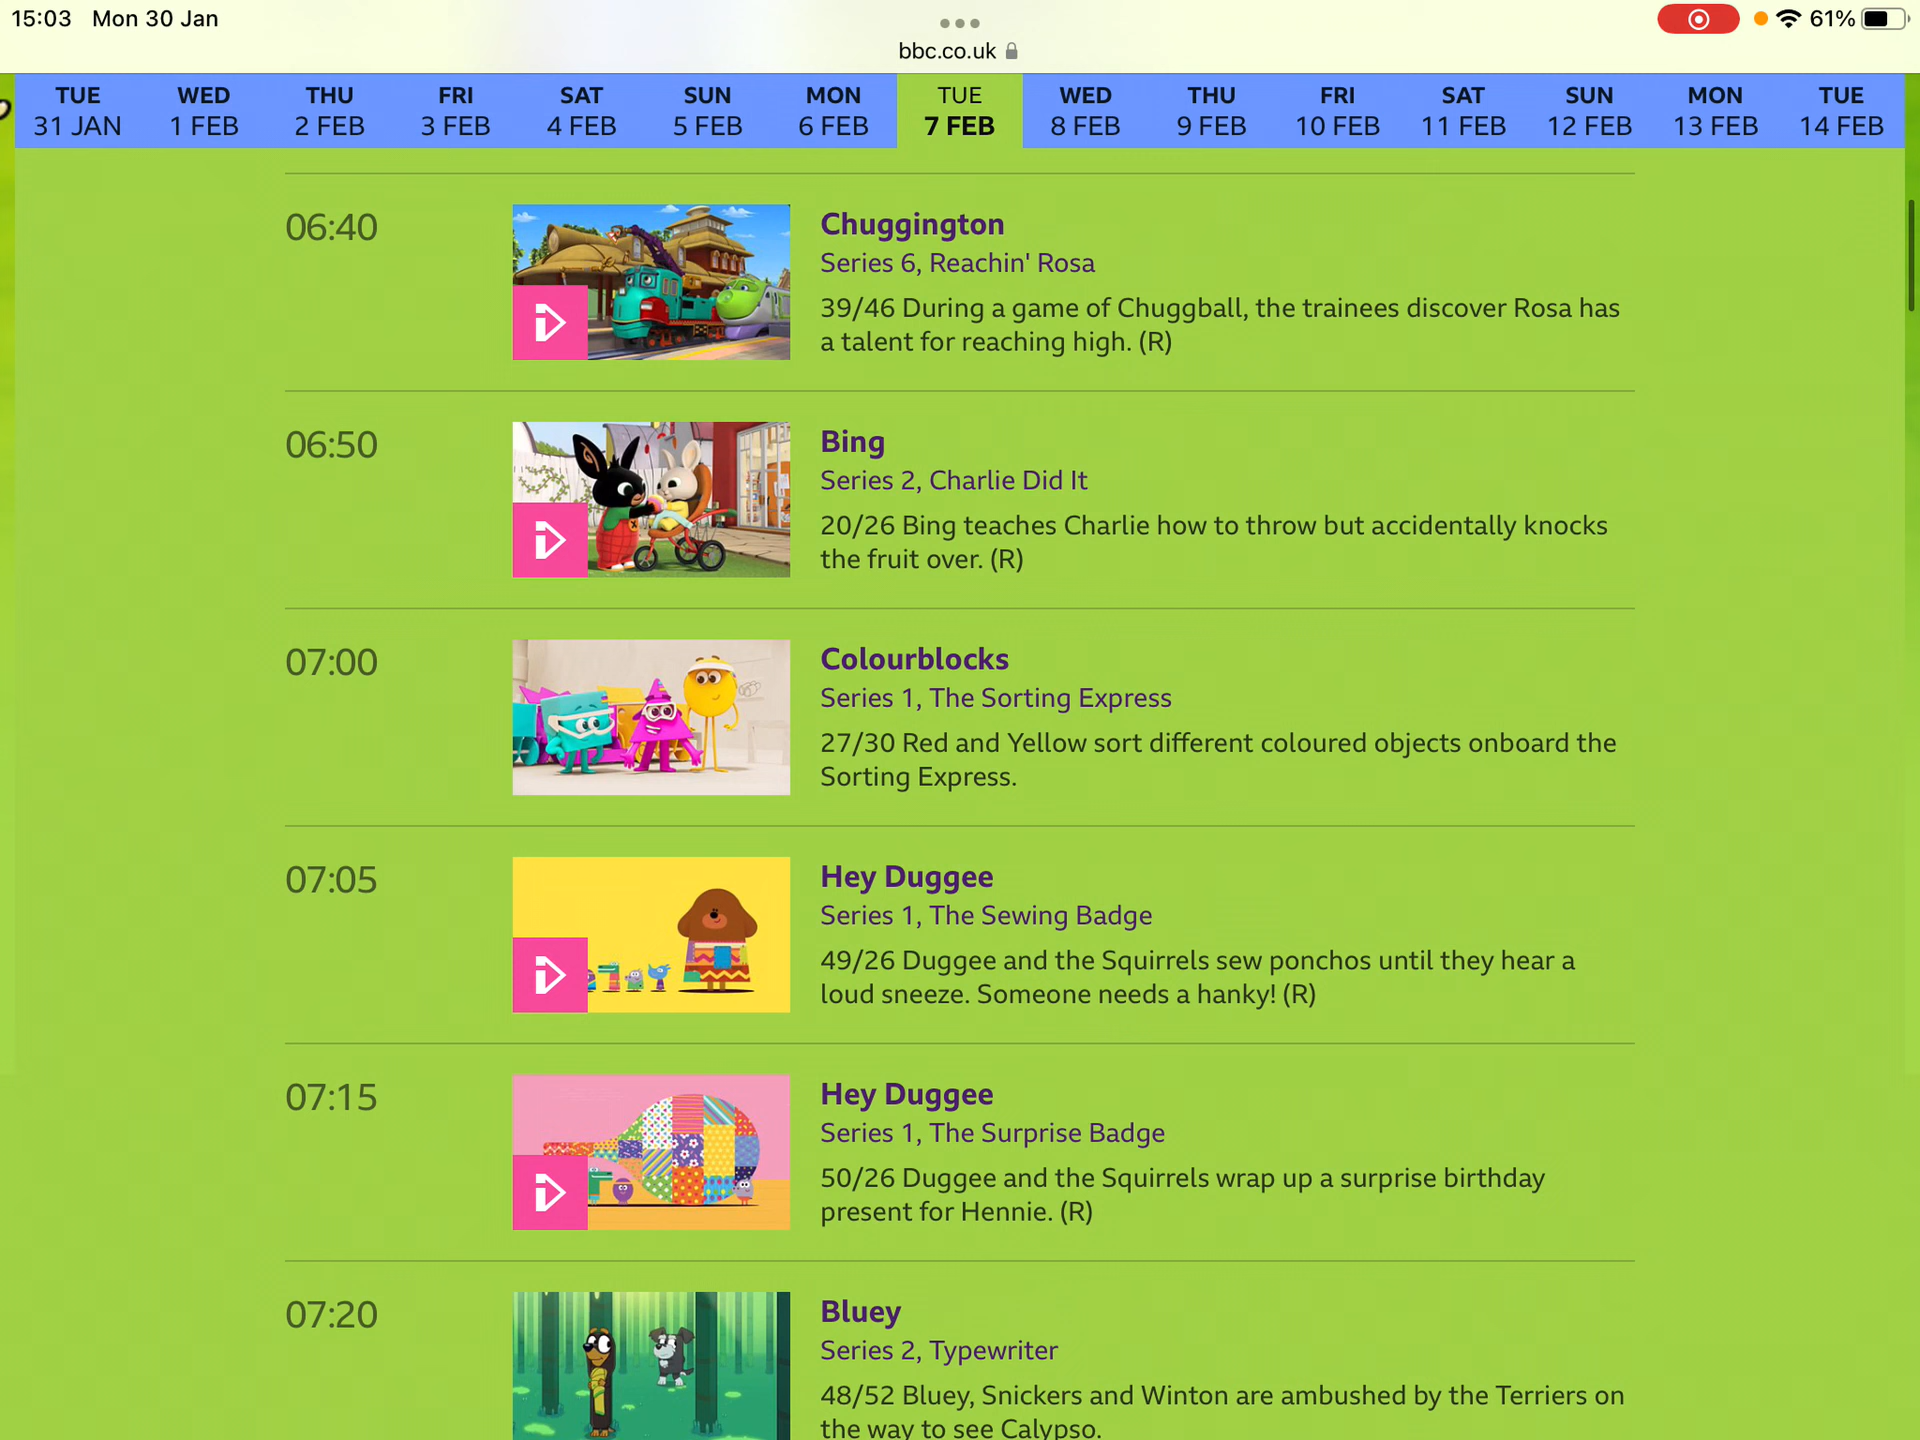 15:03 Mon 30 Jan
61%
bbc.co.uk
TUE WED THU FRI SAT SUN MON TUE WED THU FRI SAT SUN MON TUE
31 JAN 1 FEB 2 FEB 3 FEB 4 FEB 5 FEB 6 FEB 7 FEB 8 FEB 9 FEB 10 FEB 11 FEB 12 FEB 13 FEB 14 FEB
06:40
Chuggington
Series 6, Reachin' Rosa
39/46 During a game of Chuggball, the trainees discover Rosa has
a talent for reaching high. (R)
06:50
Bing
Series 2, Charlie Did It
20/26 Bing teaches Charlie how to throw but accidentally knocks
the fruit over. (R)
07:00
Colourblocks
Series 1, The Sorting Express
27/30 Red and Yellow sort different coloured objects onboard the
Sorting Express.
07:05
Hey Duggee
Series 1, The Sewing Badge
49/26 Duggee and the Squirrels sew ponchos until they hear a
loud sneeze. Someone needs a hanky! (R)
07:15
Hey Duggee
Series 1, The Surprise Badge
50/26 Duggee and the Squirrels wrap up a surprise birthday
present for Hennie. (R)
07:20
Bluey
Series 2, Typewriter
48/52 Bluey, Snickers and Winton are ambushed by the Terriers on
the way to see Calypso.